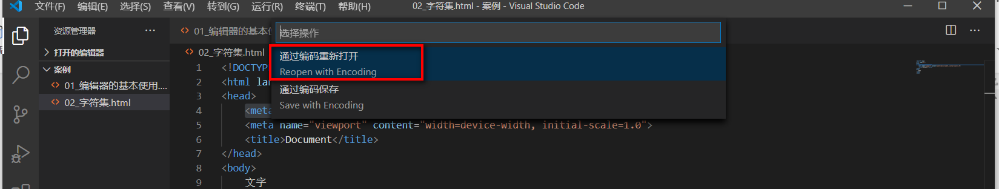 文件(F) 编辑(E) 选择(S) 查看(V) 转到(G) 运行(R) 终端(T) 帮助(H) 02_字符集.html - 案例 - Visual Studio Code
资源管理器 ···
打开的编辑器
案例
01_编辑器的基本使用....
02_字符集.html
01_编辑器的基本使
选择操作
通过编码重新打开
Reopen with Encoding
通过编码保存
Save with Encoding
02_字符集.html
1 <!DOCTYP
2 <html lan
3 <head>
4 <meta
5 <meta name="viewport" content="width=device-width, initial-scale=1.0">
6 <title>Document</title>
7 </head>
8 <body>
9 文字